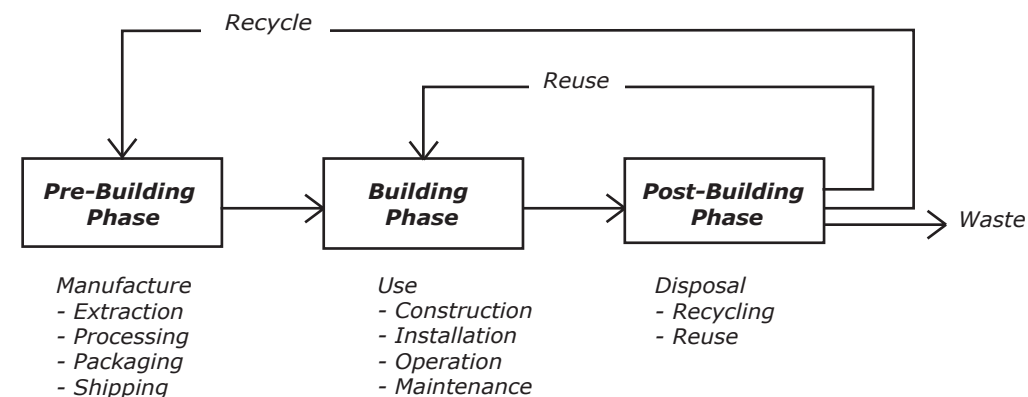 Recycle
Reuse
Pre-Building
Phase
Building
Phase
Post-Building
Phase
Waste
Manufacture
- Extraction
- Processing
- Packaging
- Shipping
Use
- Construction
- Installation
- Operation
- Maintenance
Disposal
- Recycling
- Reuse